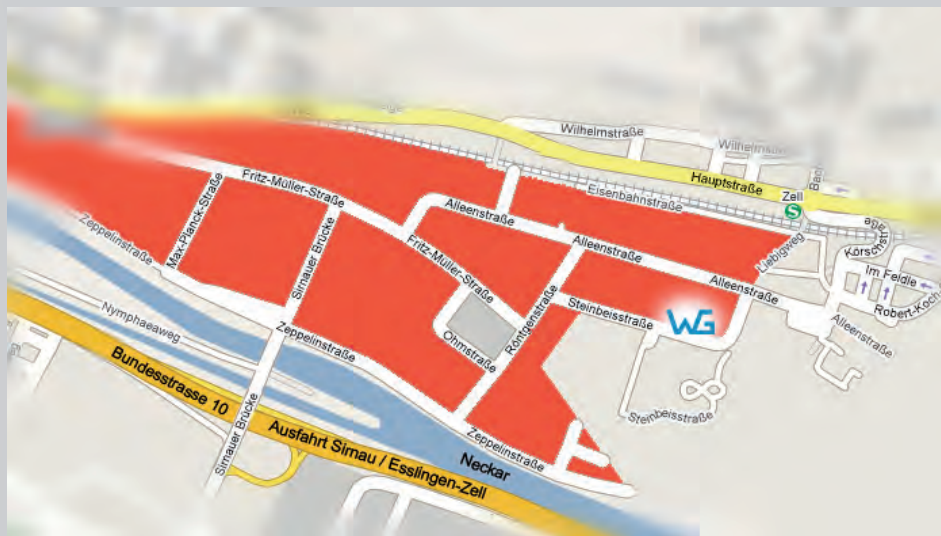 Wilhelmstraße
Hauptstraße
Eisenbahnstraße
Zell
S
Fritz-Müller-Straße
Max-Planck-Straße
Alleenstraße
Alleenstraße
Liebigweg
Körschstr
Zeppelinstraße
Sirnauer Brücke
Fritz-Müller-Straße
Alleenstraße
Im Feldle
Robert-Koch
Steinbeisstraße
WG
Röntgenstraße
Ohmstraße
Alleenstraße
Nymphaeaweg
Zeppelinstraße
Bundesstrasse 10
Steinbeisstraße
Sirnauer Brücke
Ausfahrt Sirnau / Esslingen-Zell
Neckar
Zeppelinstraße